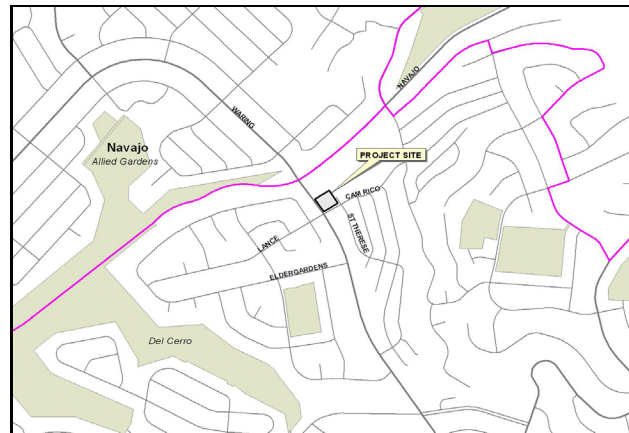 NAVAJO
WARING
Navajo
Allied Gardens
PROJECT SITE
CAM RICO
ST THERESE
LANCE
ELDERGARDENS
Del Cerro